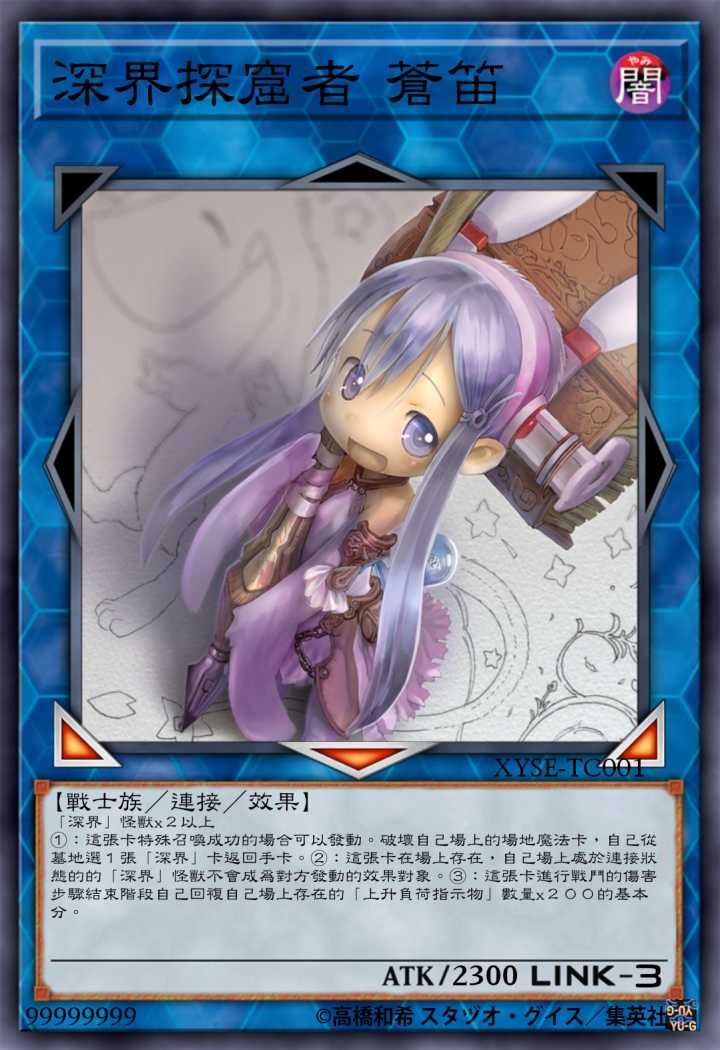 深界探窟者 蒼笛
やみ
闇
XYSE-TC001
【戰士族／連接／效果】
「深界」怪獸x２以上
①：這張卡特殊召喚成功的場合可以發動。破壞自己場上的場地魔法卡，自己從
墓地選１張「深界」卡返回手卡。②：這張卡在場上存在，自己場上處於連接狀
態的的「深界」怪獸不會成為對方發動的效果對象。③：這張卡進行戰鬥的傷害
步驟結束階段自己回複自己場上存在的「上升負荷指示物」數量x２００的基本
分。
ATK/2300 LINK-3
99999999
©高橋和希 スタヅオ・ゲイス／集英社